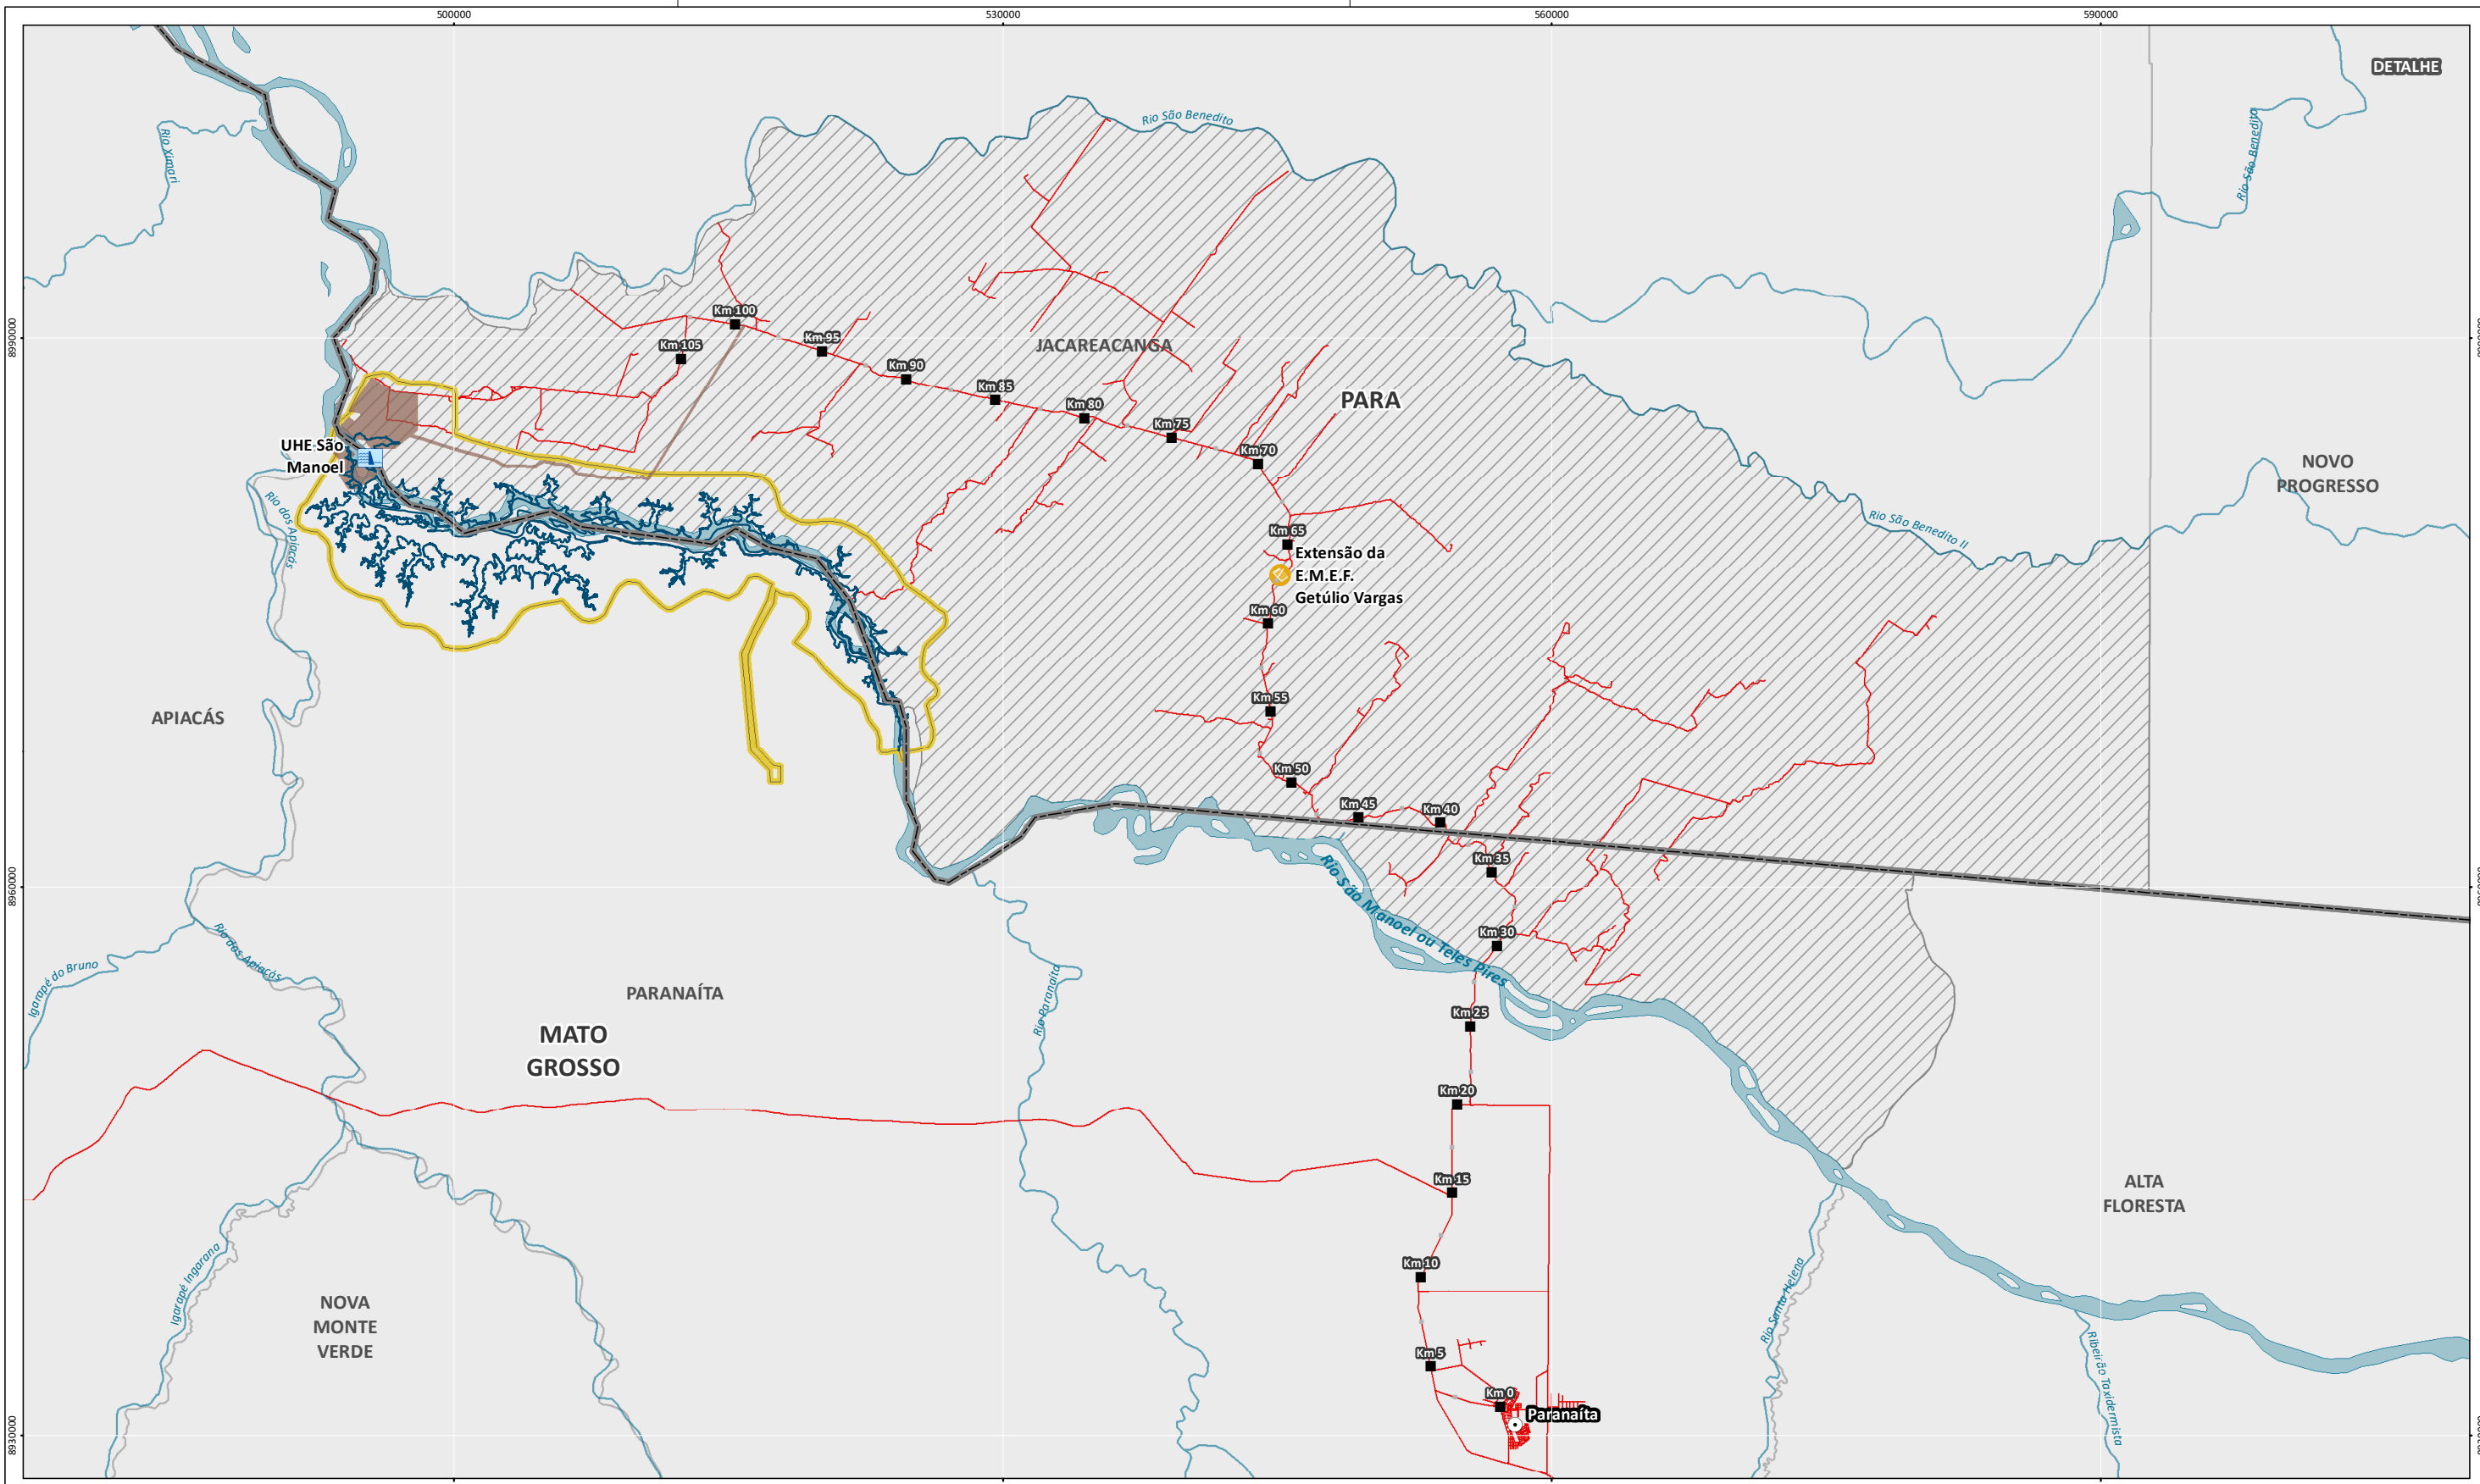 500000
530000
560000
590000
DETALHE
Rio São Benedito
Rio São Benedito
Rio Ximari
Km 100
Km 95
Km 105
8990000
JACAREACANGA
Km 90
Km 85
PARA
Km 80
Km 75
Km 70
UHE São
Manoel
NOVO
PROGRESSO
Rio dos Apiacás
Rio São Benedito II
Km 65
Extensão da
E.M.E.F.
Getúlio Vargas
Km 60
Km 55
APIACÁS
Km 50
Km 45
Km 40
Km 35
8960000
Rio São Manoel ou Teles Pires
Km 30
Rio dos Apiacás
Igarapé do Bruno
PARANAÍTA
Rio Paranaíta
Km 25
MATO
GROSSO
Km 20
Km 15
ALTA
FLORESTA
Km 10
Igarapé Ingarana
Rio Santa Helena
NOVA
MONTE
VERDE
Km 5
Ribeirão Taxidermista
Km 0
Paranaíta
8930000